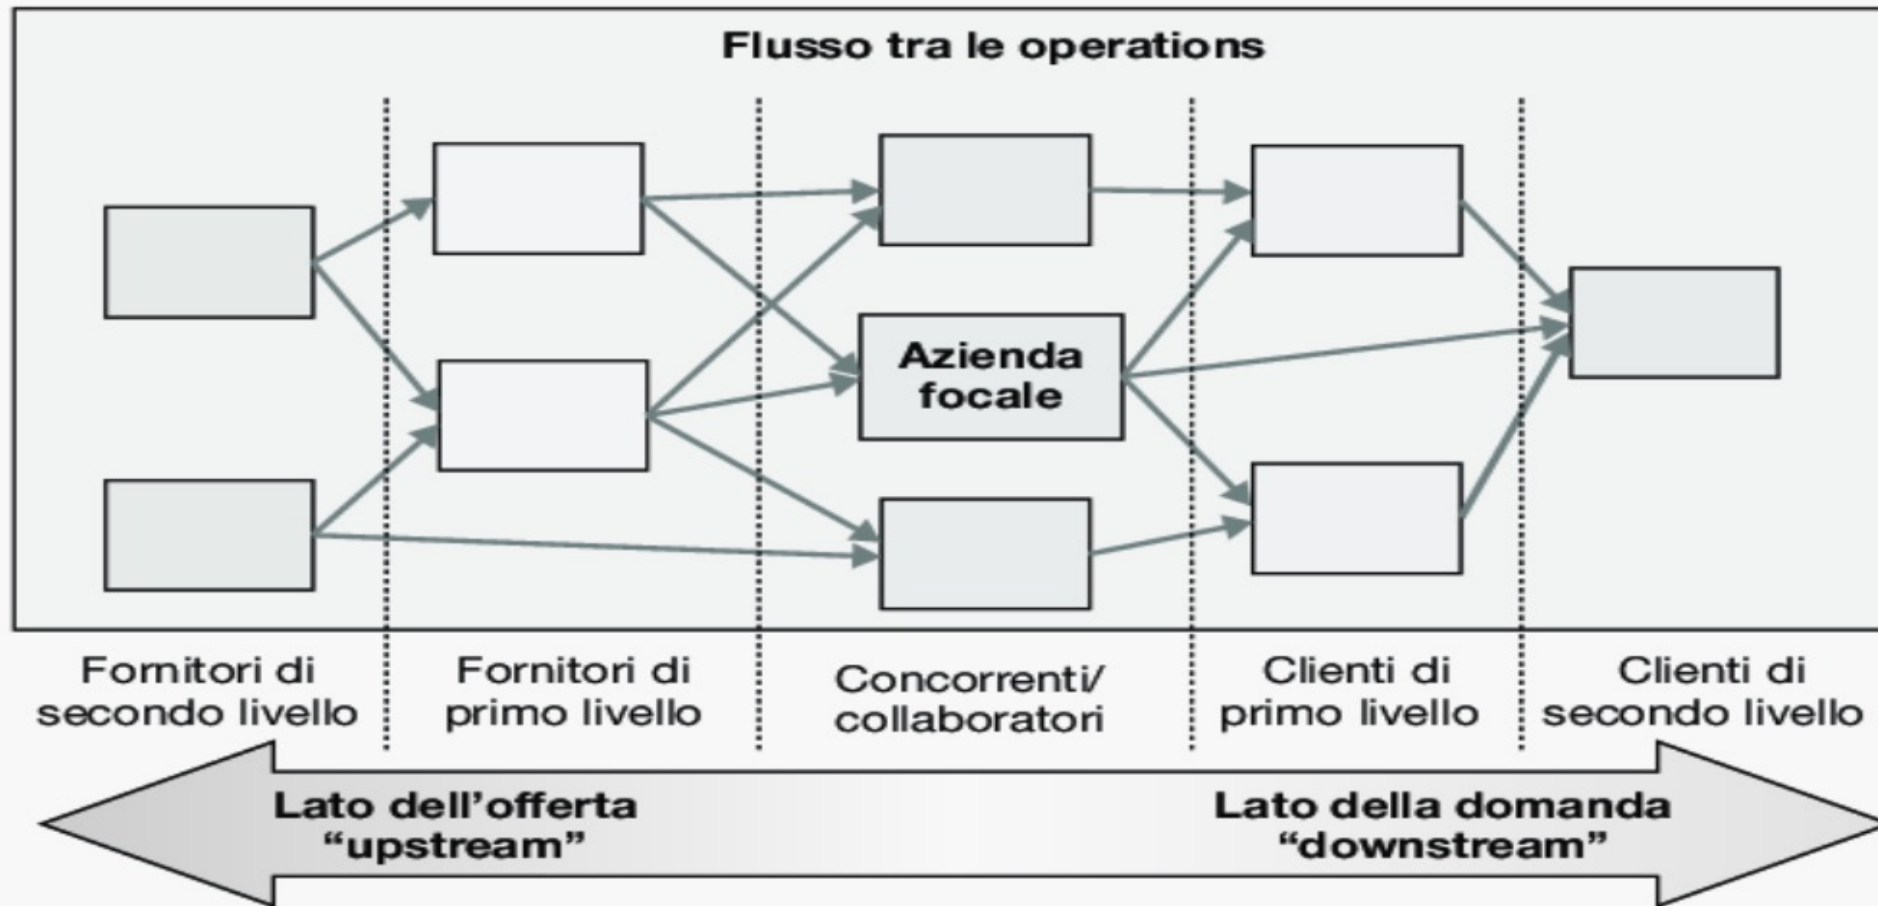 Flusso tra le operations
Azienda
focale
Fornitori di
secondo livello
Fornitori di
primo livello
Concorrenti/
collaboratori
Clienti di
primo livello
Clienti di
secondo livello
Lato dell’offerta
“upstream”
Lato della domanda
“downstream”